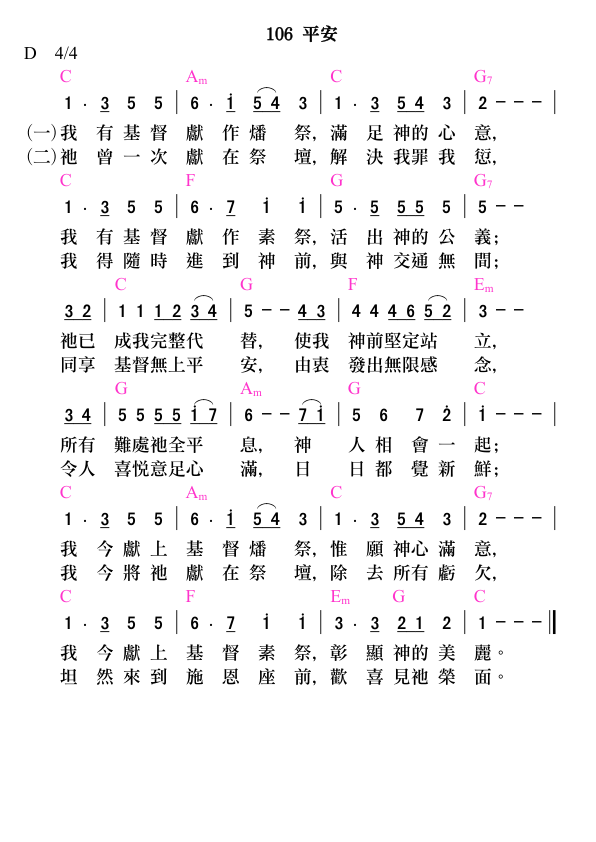 106 平安
D 4/4
C Am C G7
1 . 3 5 5 | 6 . i 5 4 3 | 1 . 3 5 4 3 | 2 - - - |
(一)我 有 基 督 獻 作 燔 祭, 滿 足 神的 心 意,
(二)祂 曾 一 次 獻 在 祭 壇, 解 決 我罪 我 愆,
C F G G7
1 . 3 5 5 | 6 . 7 i i | 5 . 5 5 5 5 | 5 - -
我 有 基 督 獻 作 素 祭, 活 出 神的 公 義;
我 得 隨 時 進 到 神 前, 與 神 交通 無 間;
C G F Em
3 2 | 1 1 1 2 3 4 | 5 - - 4 3 | 4 4 4 6 5 2 | 3 - -
祂已 成我完整代 替, 使我 神前堅定站 立,
同享 基督無上平 安, 由衷 發出無限感 念,
G Am G C
3 4 | 5 5 5 5 i 7 | 6 - - 7 i | 5 6 7 2̇ | i - - - |
所有 難處祂全平 息, 神 人 相 會 一 起;
令人 喜悅意足心 滿, 日 日 都 覺 新 鮮;
C Am C G7
1 . 3 5 5 | 6 . i 5 4 3 | 1 . 3 5 4 3 | 2 - - - |
我 今 獻 上 基 督 燔 祭, 惟 願 神心 滿 意,
我 今 將 祂 獻 在 祭 壇, 除 去 所有 虧 欠,
C F Em G C
1 . 3 5 5 | 6 . 7 i i | 3 . 3 2 1 2 | 1 - - - ‖
我 今 獻 上 基 督 素 祭, 彰 顯 神的 美 麗。
坦 然 來 到 施 恩 座 前, 歡 喜 見祂 榮 面。